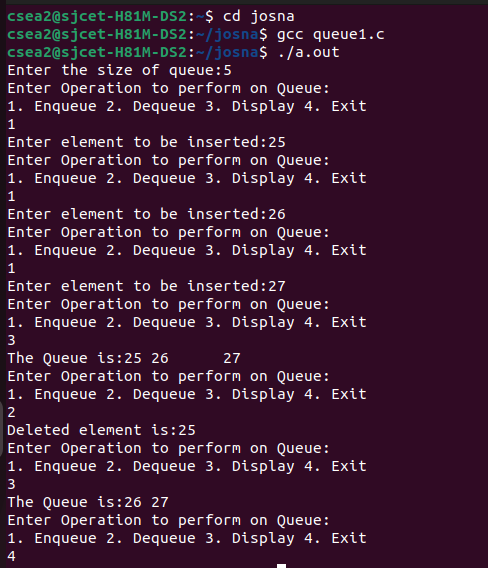 csea2@sjcet-H81M-DS2:~$ cd josna
csea2@sjcet-H81M-DS2:~/josna$ gcc queue1.c
csea2@sjcet-H81M-DS2:~/josna$ ./a.out
Enter the size of queue:5
Enter Operation to perform on Queue:
1. Enqueue 2. Dequeue 3. Display 4. Exit
1
Enter element to be inserted:25
Enter Operation to perform on Queue:
1. Enqueue 2. Dequeue 3. Display 4. Exit
1
Enter element to be inserted:26
Enter Operation to perform on Queue:
1. Enqueue 2. Dequeue 3. Display 4. Exit
1
Enter element to be inserted:27
Enter Operation to perform on Queue:
1. Enqueue 2. Dequeue 3. Display 4. Exit
3
The Queue is:25 26      27
Enter Operation to perform on Queue:
1. Enqueue 2. Dequeue 3. Display 4. Exit
2
Deleted element is:25
Enter Operation to perform on Queue:
1. Enqueue 2. Dequeue 3. Display 4. Exit
3
The Queue is:26 27
Enter Operation to perform on Queue:
1. Enqueue 2. Dequeue 3. Display 4. Exit
4